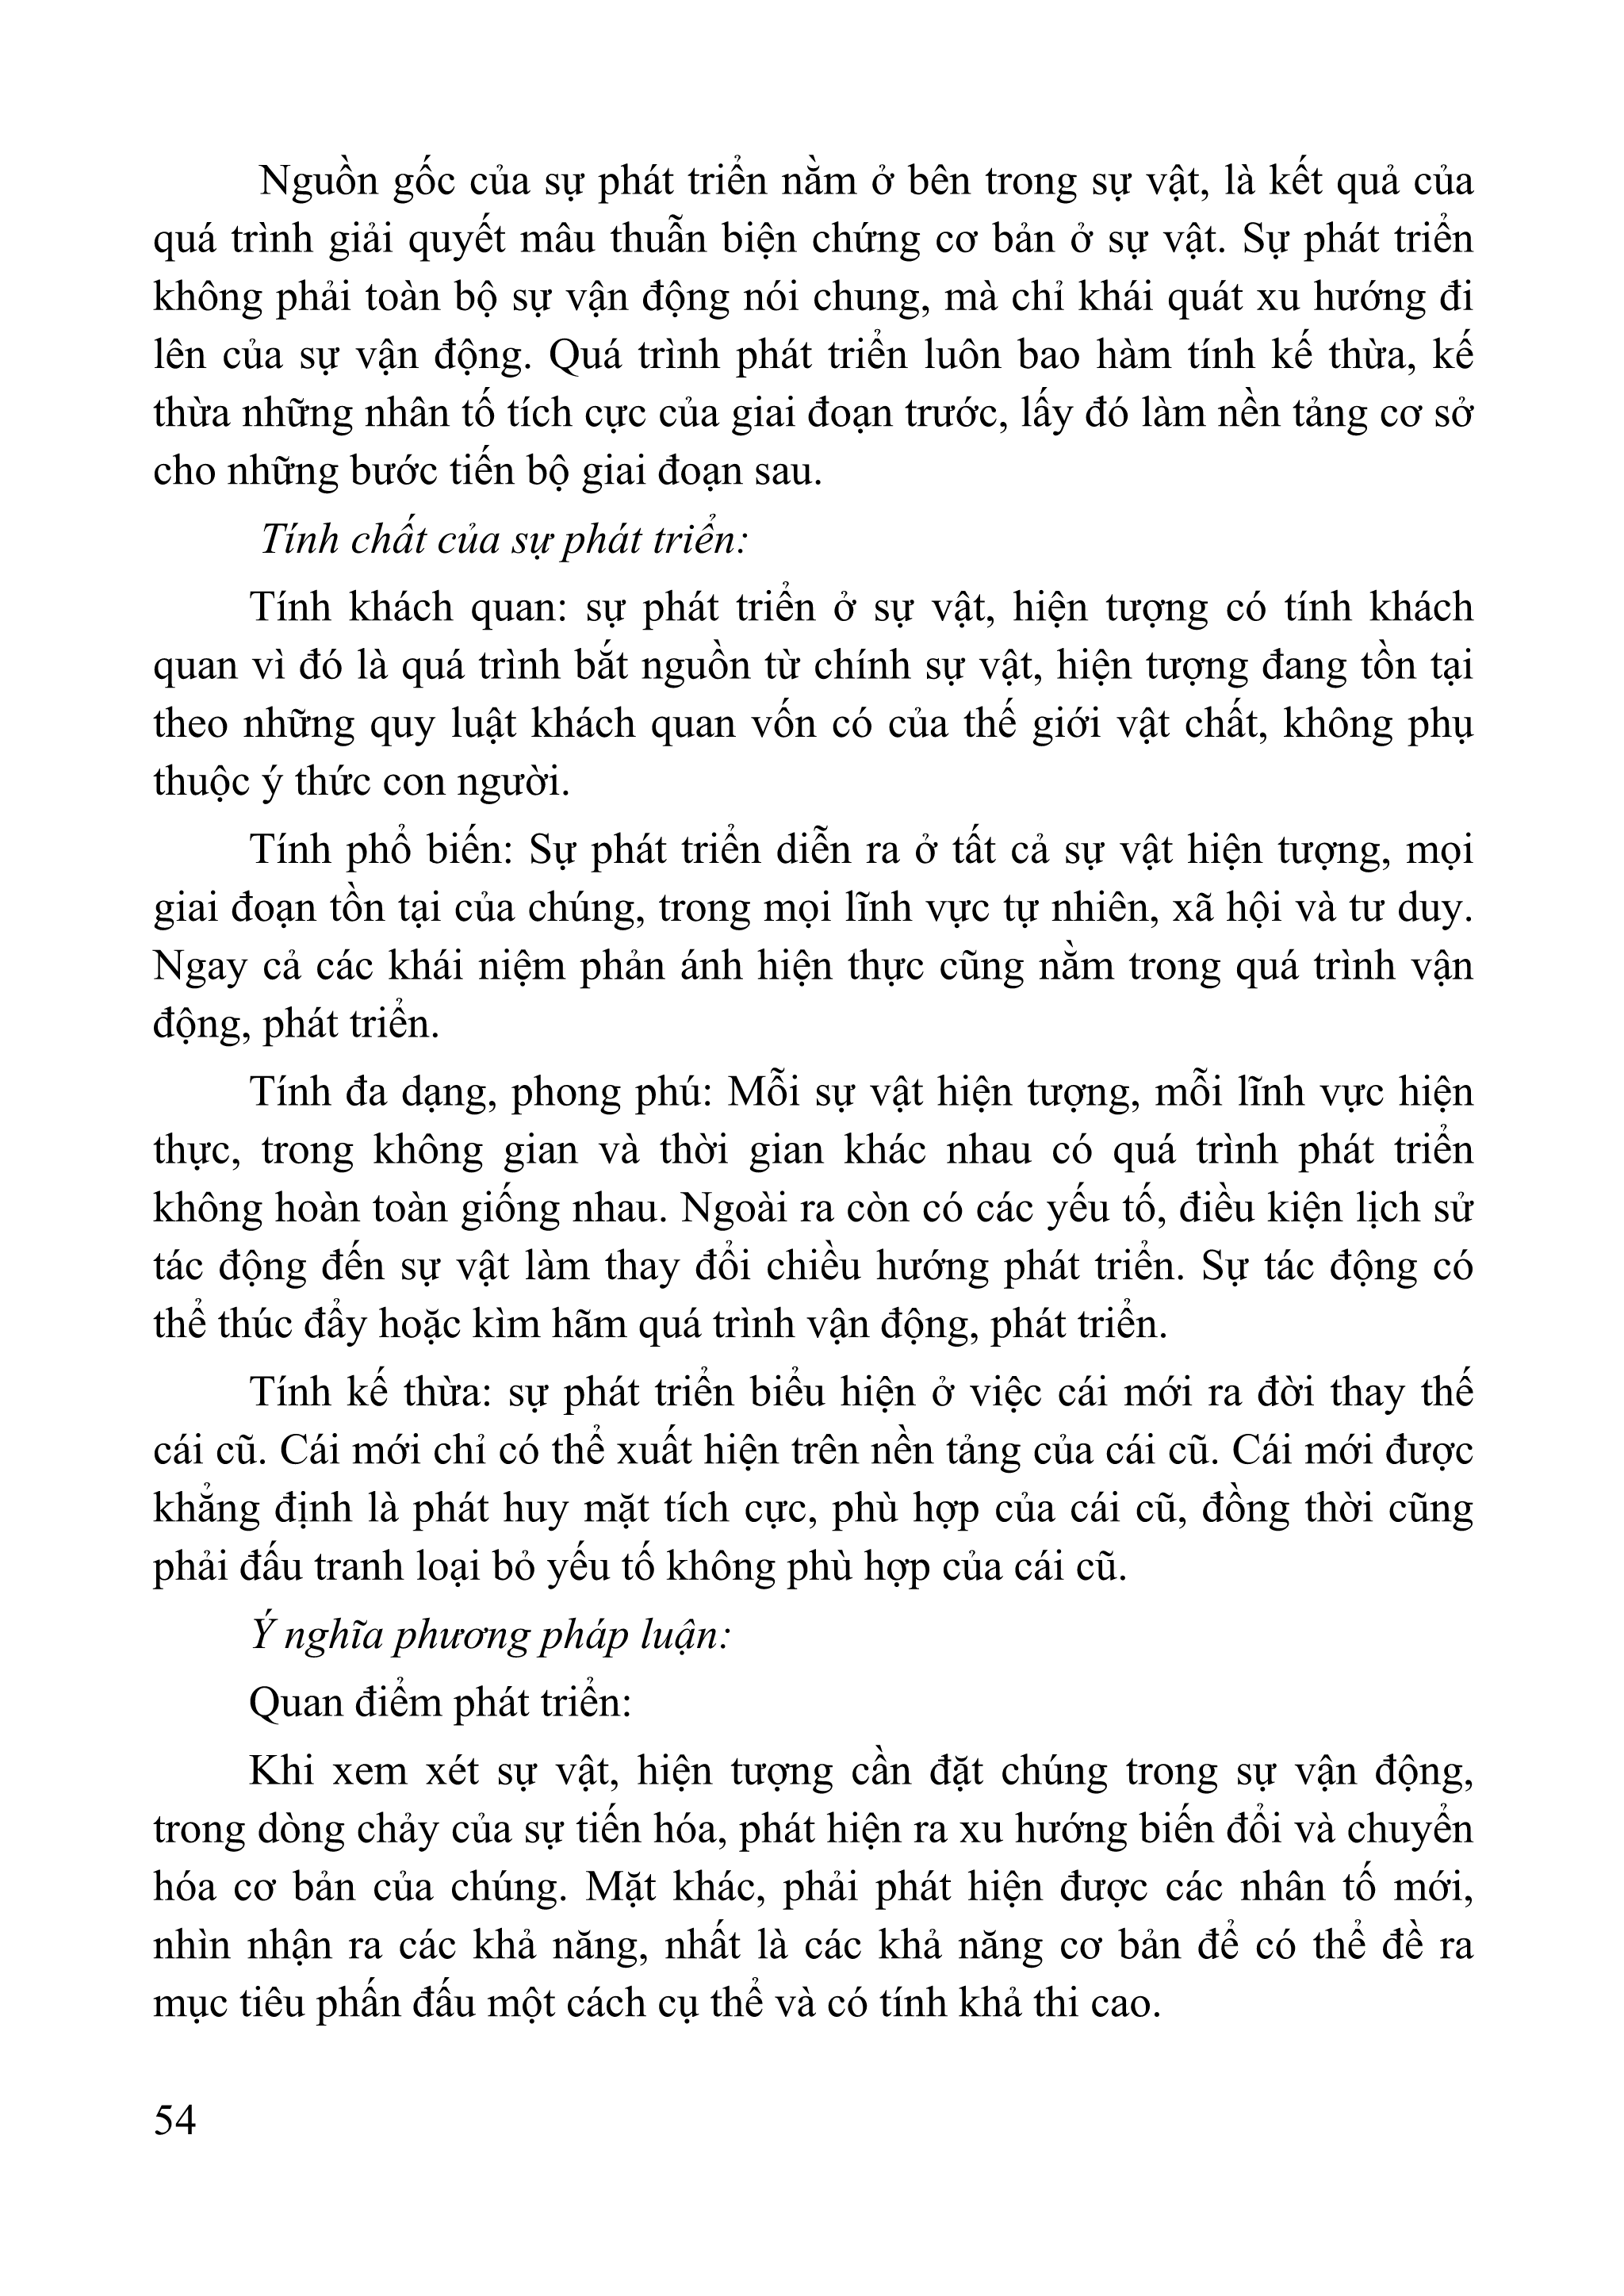 Nguồn gốc của sự phát triển nằm ở bên trong sự vật, là kết quả của
quá trình giải quyết mâu thuẫn biện chứng cơ bản ở sự vật. Sự phát triển
không phải toàn bộ sự vận động nói chung, mà chỉ khái quát xu hướng đi
lên của sự vận động. Quá trình phát triển luôn bao hàm tính kế thừa, kế
thừa những nhân tố tích cực của giai đoạn trước, lấy đó làm nền tảng cơ sở
cho những bước tiến bộ giai đoạn sau.
Tính chất của sự phát triển:
Tính khách quan: sự phát triển ở sự vật, hiện tượng có tính khách
quan vì đó là quá trình bắt nguồn từ chính sự vật, hiện tượng đang tồn tại
theo những quy luật khách quan vốn có của thế giới vật chất, không phụ
thuộc ý thức con người.
Tính phổ biến: Sự phát triển diễn ra ở tất cả sự vật hiện tượng, mọi
giai đoạn tồn tại của chúng, trong mọi lĩnh vực tự nhiên, xã hội và tư duy.
Ngay cả các khái niệm phản ánh hiện thực cũng nằm trong quá trình vận
động, phát triển.
Tính đa dạng, phong phú: Mỗi sự vật hiện tượng, mỗi lĩnh vực hiện
thực, trong không gian và thời gian khác nhau có quá trình phát triển
không hoàn toàn giống nhau. Ngoài ra còn có các yếu tố, điều kiện lịch sử
tác động đến sự vật làm thay đổi chiều hướng phát triển. Sự tác động có
thể thúc đẩy hoặc kìm hãm quá trình vận động, phát triển.
Tính kế thừa: sự phát triển biểu hiện ở việc cái mới ra đời thay thế
cái cũ. Cái mới chỉ có thể xuất hiện trên nền tảng của cái cũ. Cái mới được
khẳng định là phát huy mặt tích cực, phù hợp của cái cũ, đồng thời cũng
phải đấu tranh loại bỏ yếu tố không phù hợp của cái cũ.
Ý nghĩa phương pháp luận:
Quan điểm phát triển:
Khi xem xét sự vật, hiện tượng cần đặt chúng trong sự vận động,
trong dòng chảy của sự tiến hóa, phát hiện ra xu hướng biến đổi và chuyển
hóa cơ bản của chúng. Mặt khác, phải phát hiện được các nhân tố mới,
nhìn nhận ra các khả năng, nhất là các khả năng cơ bản để có thể đề ra
mục tiêu phấn đấu một cách cụ thể và có tính khả thi cao.
54